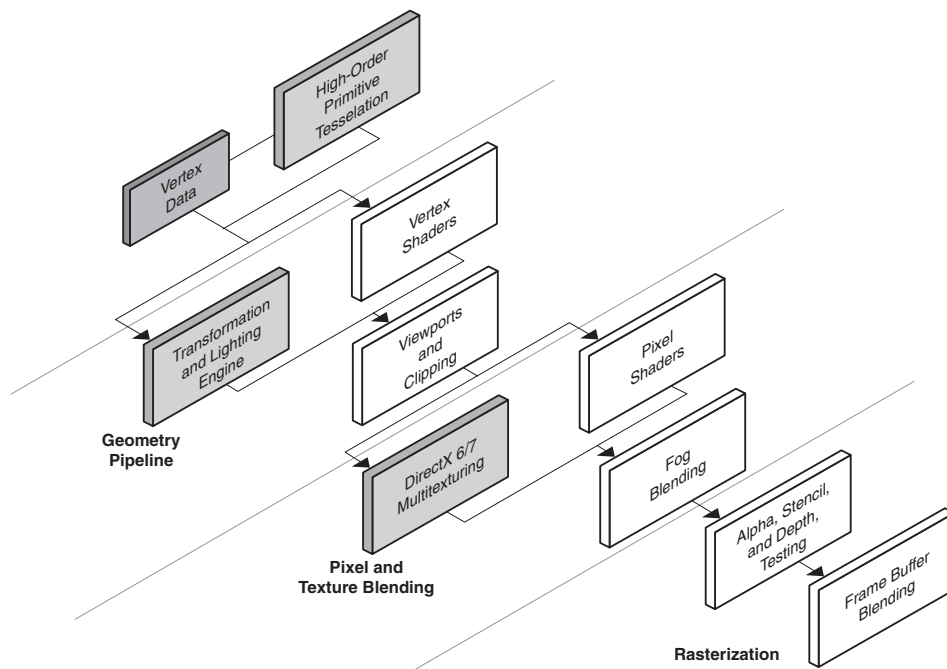 High-Order
Primitive
Tesselation
Vertex
Data
Vertex
Shaders
Transformation
and Lighting
Engine
Viewports
and
Clipping
Pixel
Shaders
Geometry
Pipeline
DirectX 6/7
Multitexturing
Fog
Blending
Alpha, Stencil,
and Depth,
Testing
Pixel and
Texture Blending
Frame Buffer
Blending
Rasterization